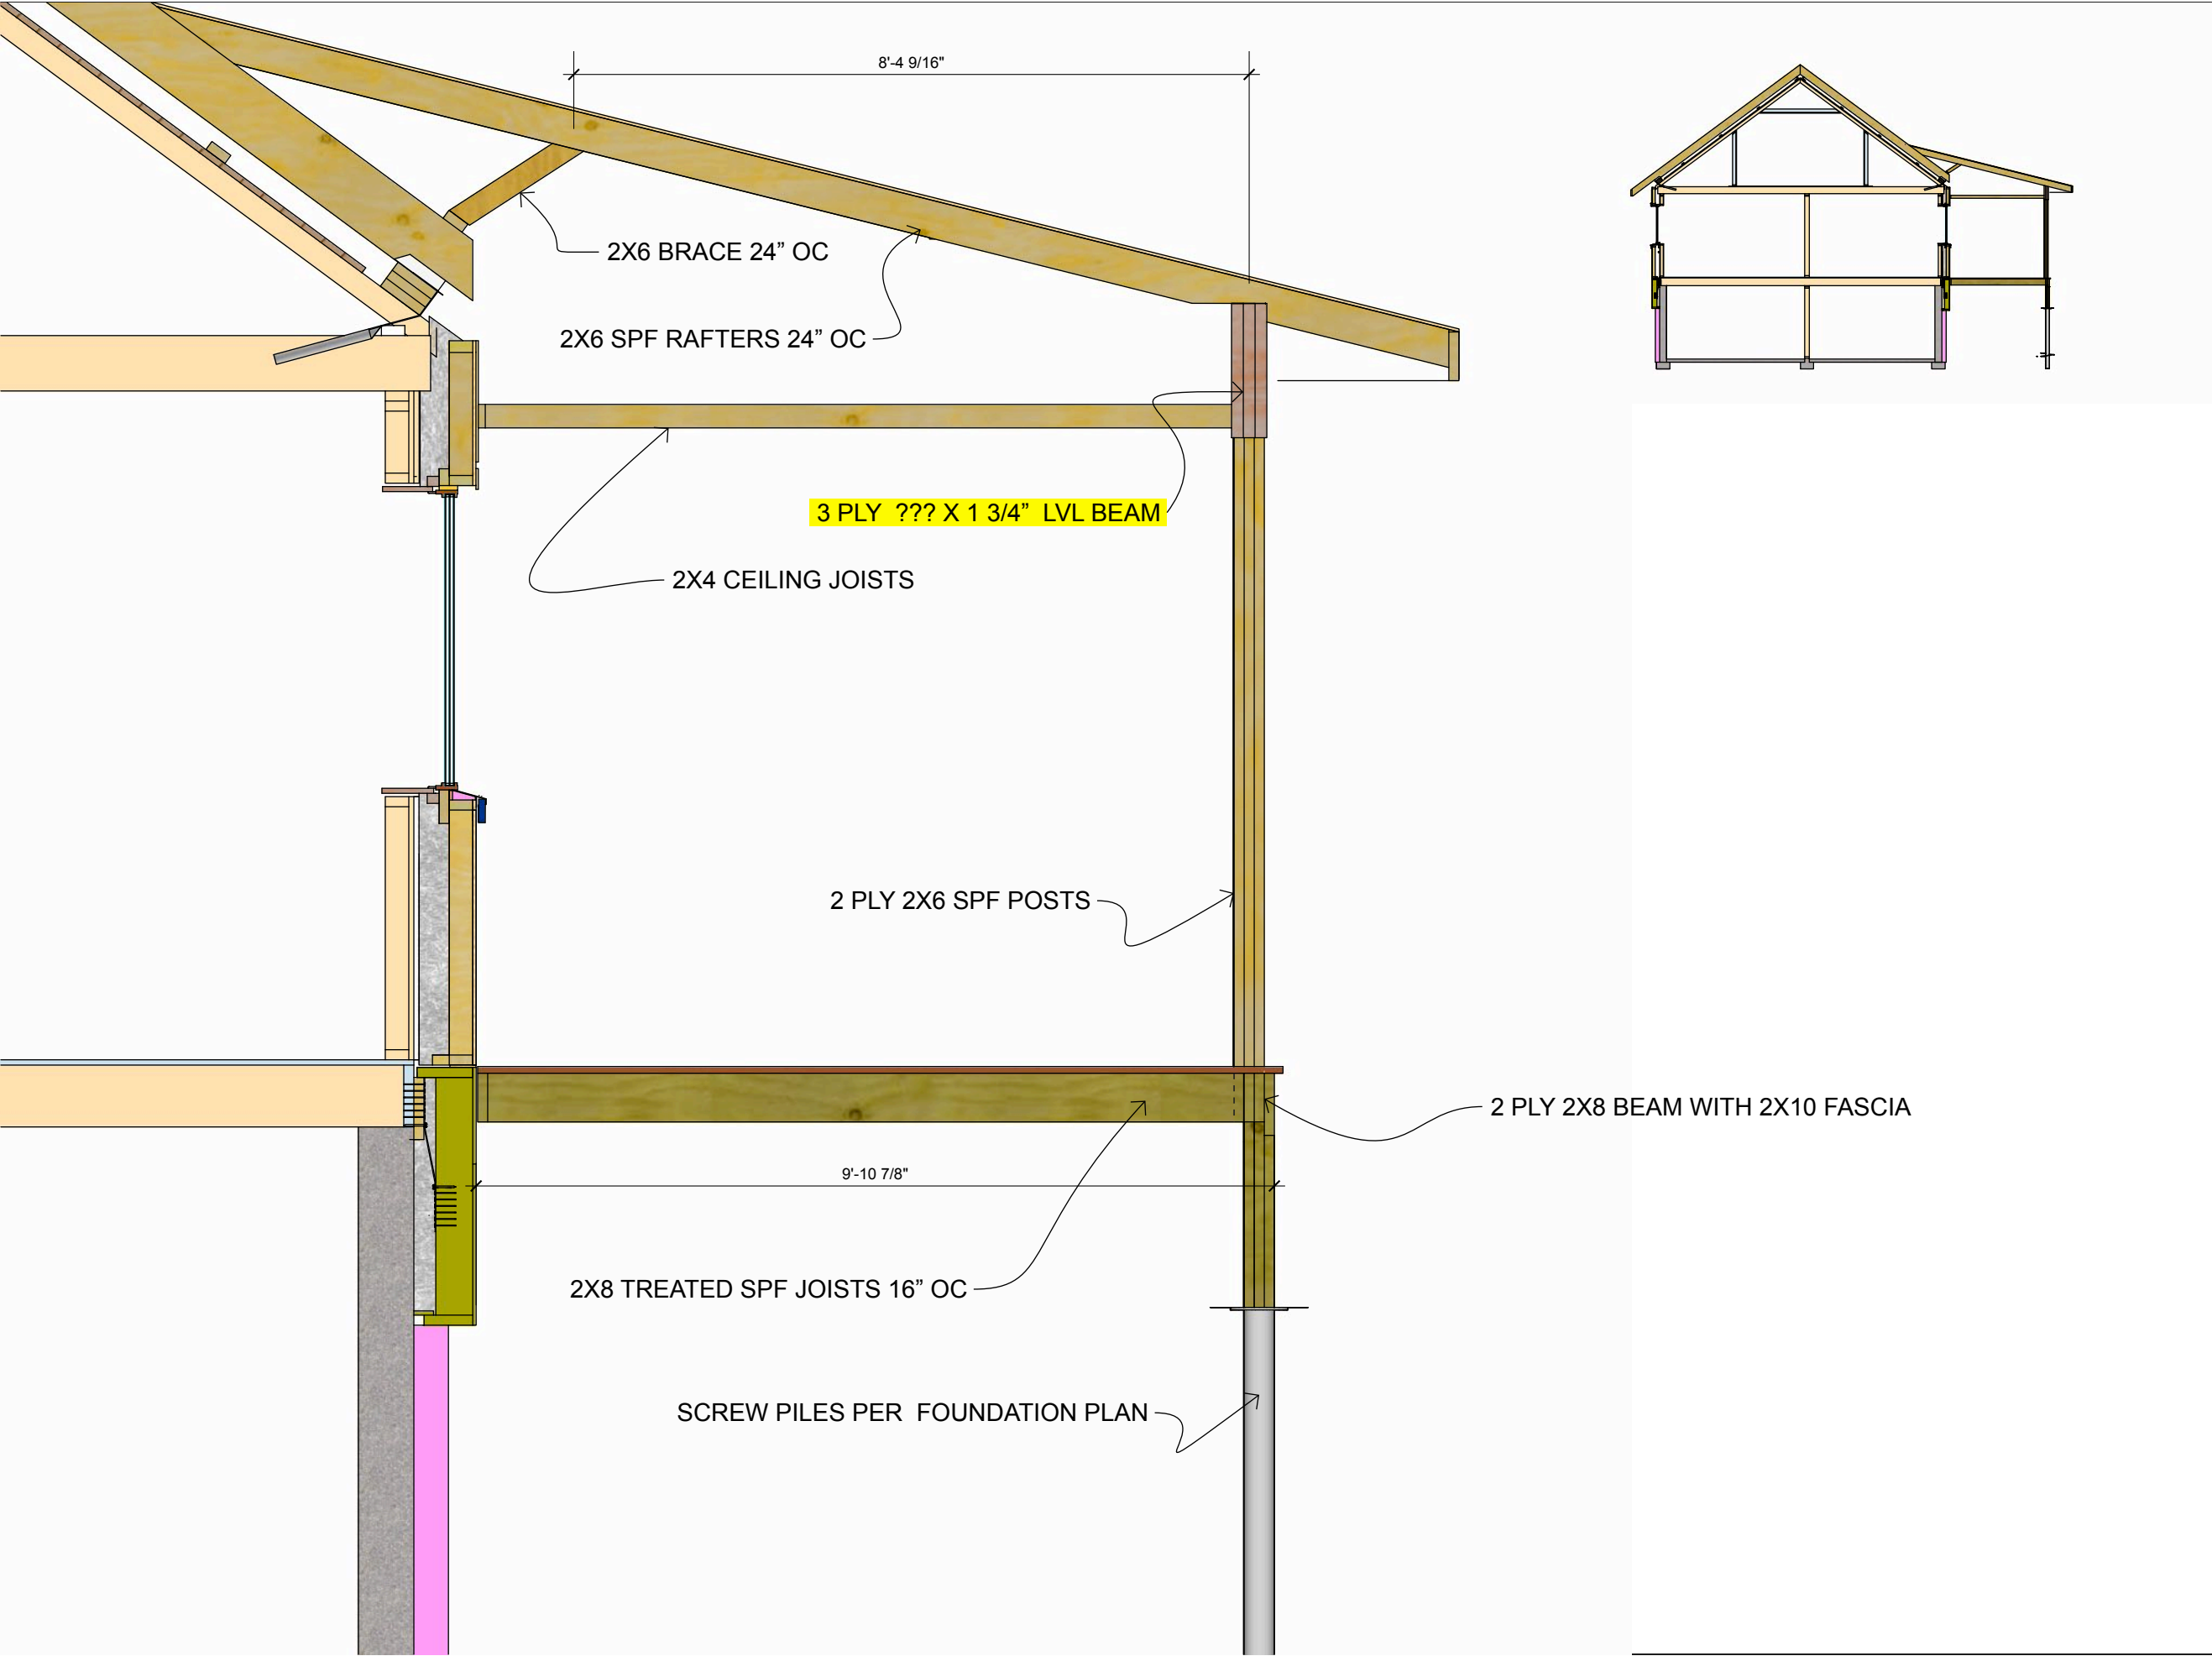 8'-4 9/16"
2X6 BRACE 24” OC
2X6 SPF RAFTERS 24” OC
3 PLY ??? X 1 3/4” LVL BEAM
2X4 CEILING JOISTS
2 PLY 2X6 SPF POSTS
2 PLY 2X8 BEAM WITH 2X10 FASCIA
9'-10 7/8"
2X8 TREATED SPF JOISTS 16” OC
SCREW PILES PER FOUNDATION PLAN